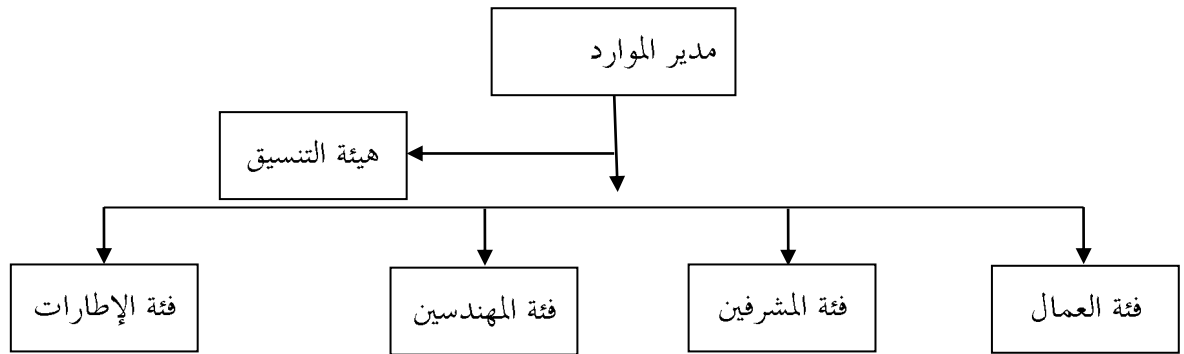 مدير الموارد
هيئة التنسيق
فئة العمال
فئة المشرفين
فئة المهندسين
فئة الإطارات